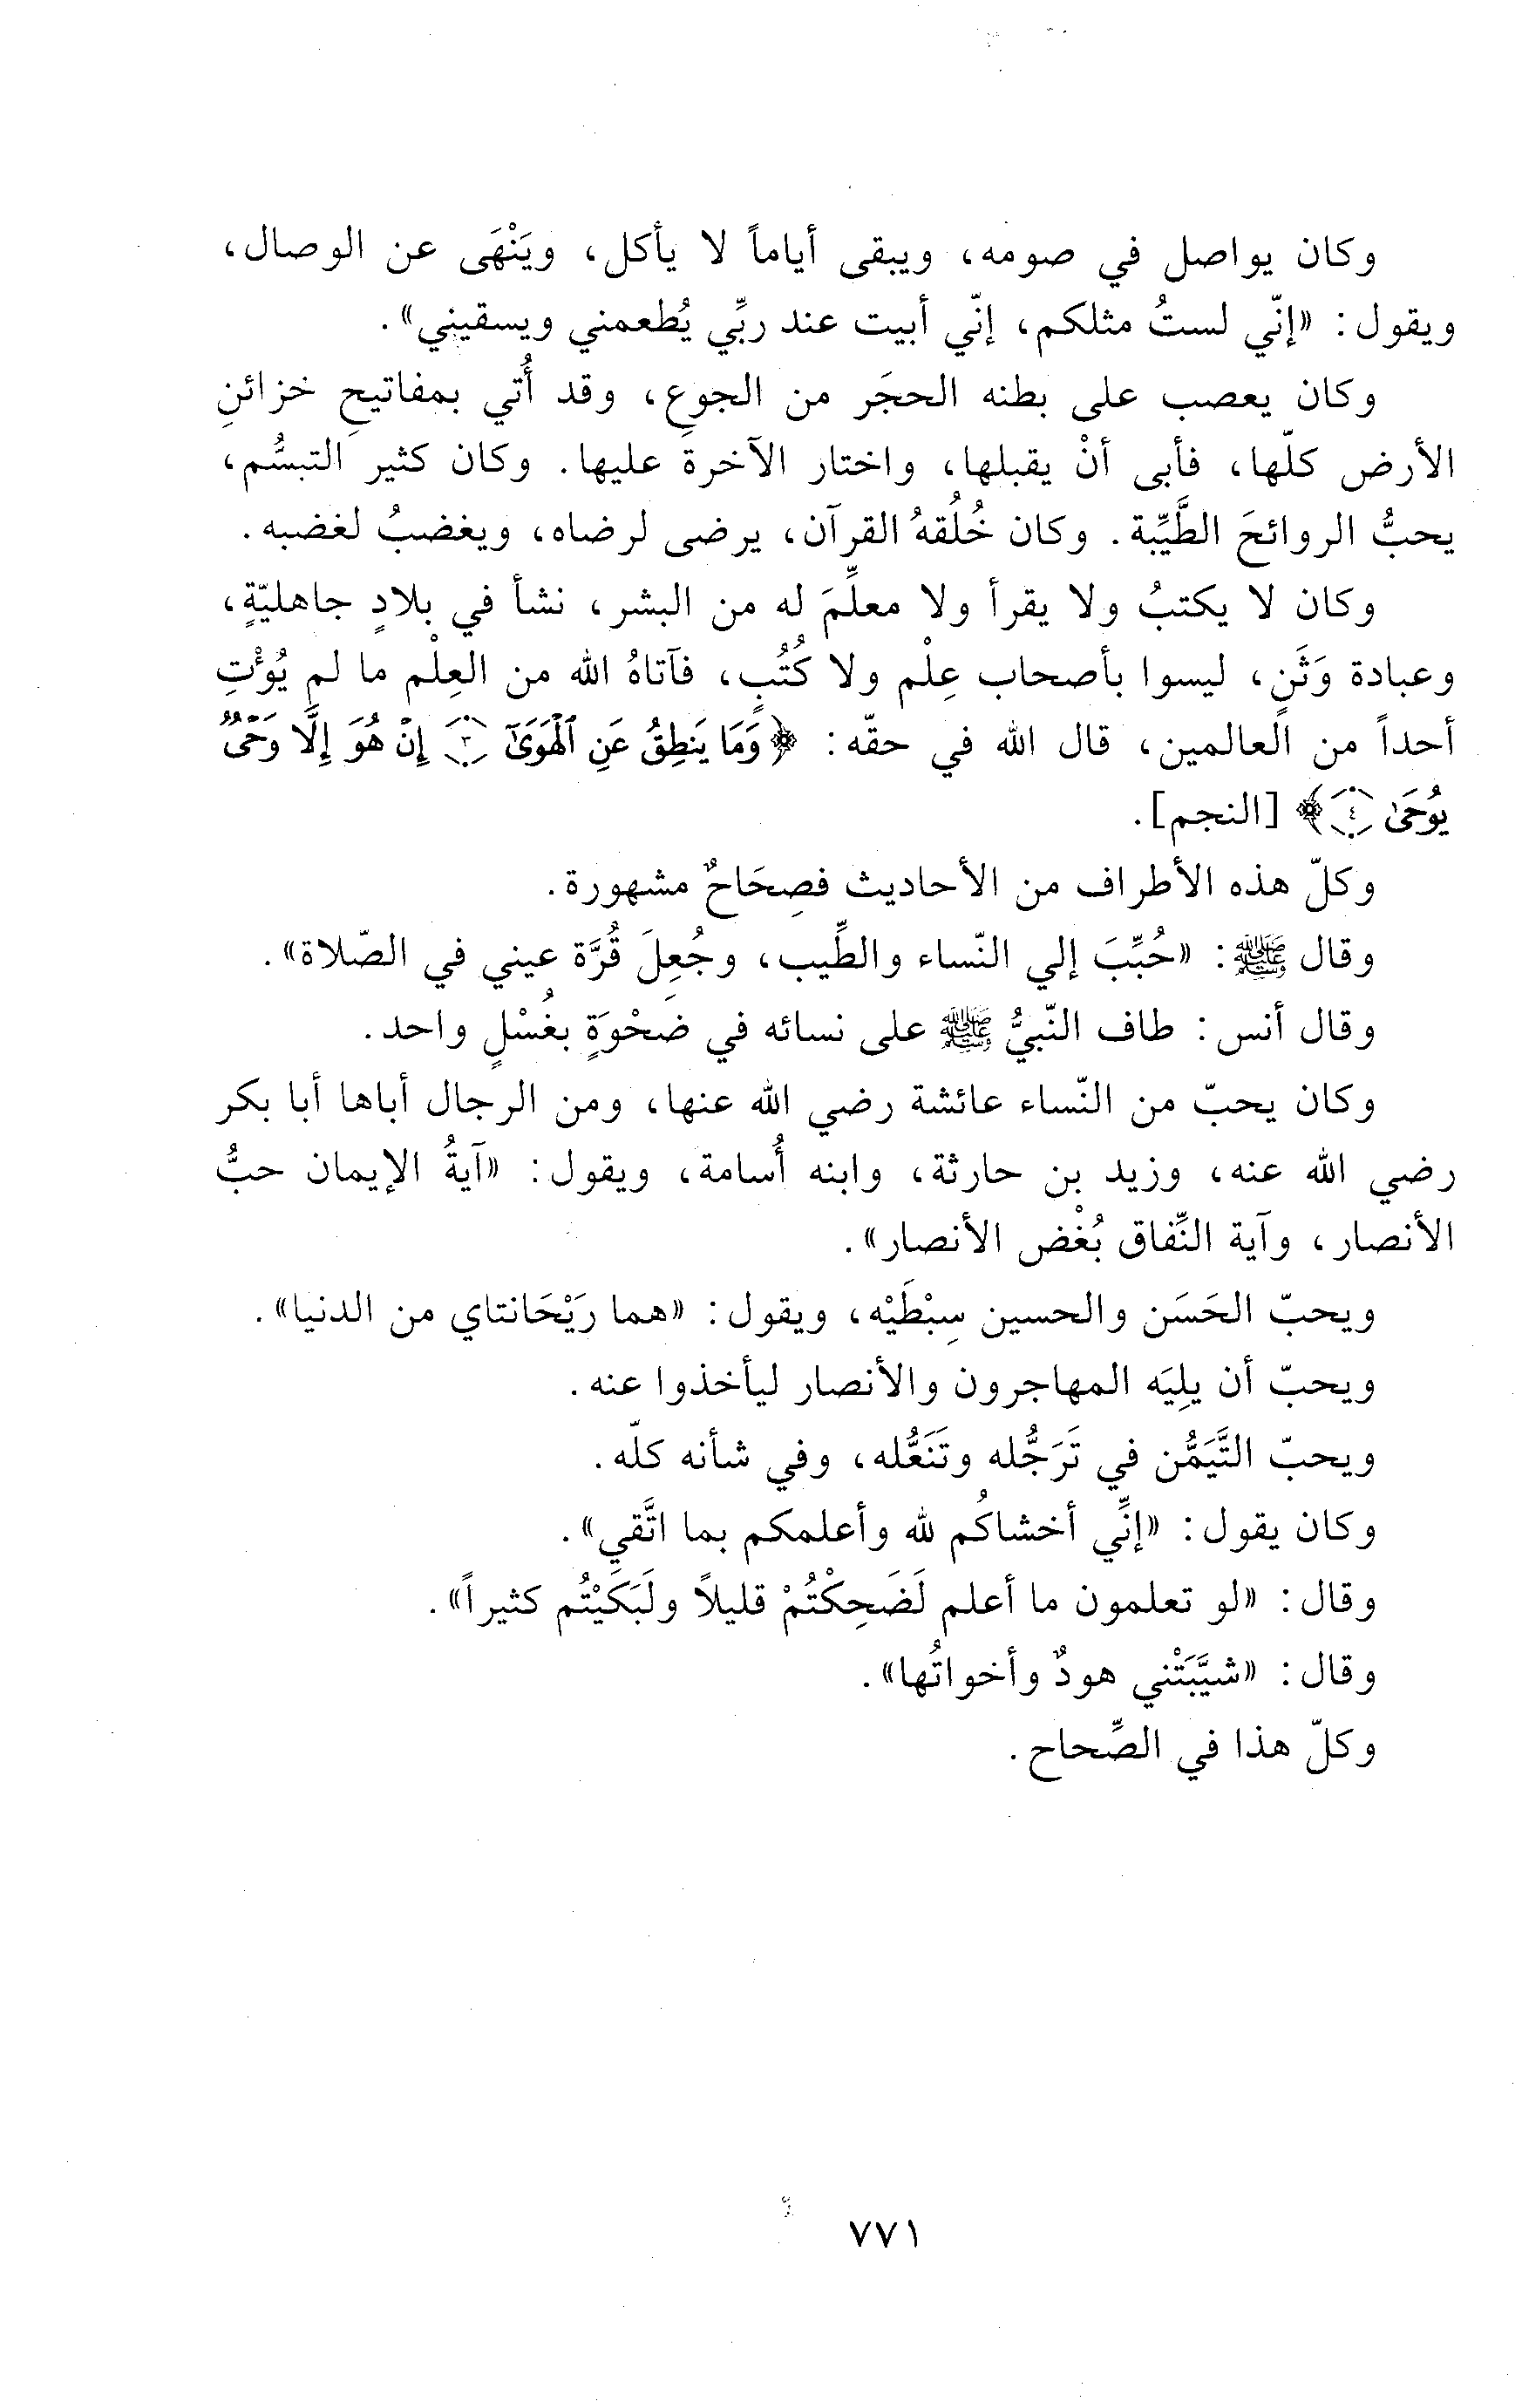 وكان يواصل في صومه، ويبقى أياماً لا يأكل، ويَنْهَى عن الوصال،
ويقول: «إنّي لستُ مثلكم، إنّي أبيت عند ربِّي يُطعمني ويسقيني».
وكان يعصب على بطنه الحجَر من الجوعِ، وقد أُتي بمفاتيحِ خزائنِ
الأرض كلّها، فأبى أنْ يقبلها، واختار الآخرة عليها. وكان كثير التبسُّم،
يحبُّ الروائحَ الطَّيِّبة. وكان خُلُقهُ القرآن، يرضى لرضاه، ويغضبُ لغضبه.
وكان لا يكتبُ ولا يقرأ ولا معلِّمَ له من البشر، نشأ في بلادٍ جاهليّةٍ،
وعبادة وَثَنٍ، ليسوا بأصحاب عِلْم ولا كُتُبٍ، فآتاهُ الله من العِلْم ما لم يُؤْتِ
أحداً من العالمين، قال الله في حقّه: ﴿وَمَا يَنطِقُ عَنِ ٱلْهَوَىٰٓ ٣ إِنْ هُوَ إِلَّا وَحْىٌ
يُوحَىٰ ٤﴾ [النجم].
وكلّ هذه الأطراف من الأحاديث فصِحَاحٌ مشهورة.
وقال ﷺ: «حُبِّبَ إلي النّساء والطِّيب، وجُعِلَ قُرَّة عيني في الصّلاة».
وقال أنس: طاف النّبيُّ ﷺ على نسائه في ضَحْوَةٍ بغُسْلٍ واحد.
وكان يحبّ من النّساء عائشة رضي الله عنها، ومن الرجال أباها أبا بكر
رضي الله عنه، وزيد بن حارثة، وابنه أُسامة، ويقول: «آيةُ الإيمان حبُّ
الأنصار، وآية النِّفاق بُغْض الأنصار».
ويحبّ الحَسَن والحسين سِبْطَيْه، ويقول: «هما رَيْحَانتاي من الدنيا».
ويحبّ أن يلِيَه المهاجرون والأنصار ليأخذوا عنه.
ويحبّ التَّيَمُّن في تَرَجُّله وتَنَعُّله، وفي شأنه كلّه.
وكان يقول: «إنِّي أخشاكُم لله وأعلمكم بما اتَّقي».
وقال: «لو تعلمون ما أعلم لَضَحِكْتُمْ قليلاً ولَبَكَيْتُم كثيراً».
وقال: «شيَّبَتْني هودٌ وأخواتُها».
وكلّ هذا في الصِّحاح.
٧٧١